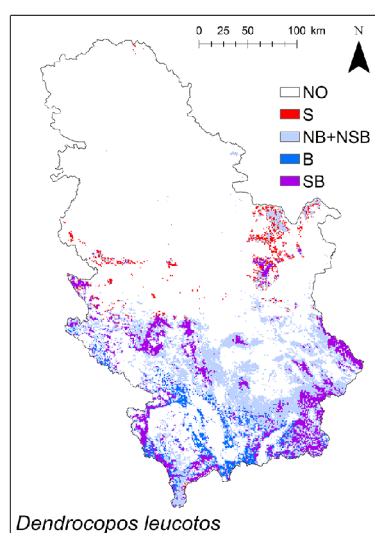 0 25 50 100 km
N
NO
S
NB+NSB
B
SB
Dendrocopos leucotos